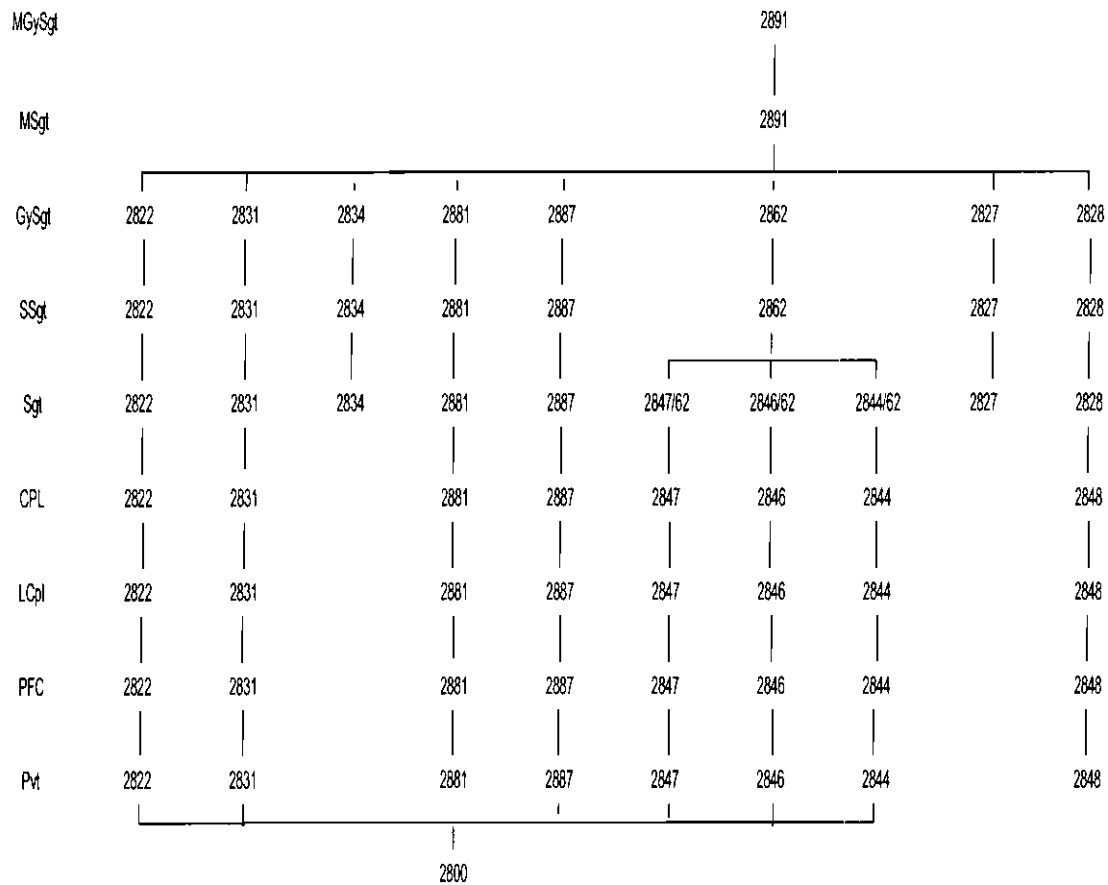 MGySgt 2891
MSgt 2891
GySgt 2822 2831 2834 2881 2887 2862 2827 2828
SSgt 2822 2831 2834 2881 2887 2862 2827 2828
Sgt 2822 2831 2834 2881 2887 2847/62 2846/62 2844/62 2827 2828
CPL 2822 2831 2881 2887 2847 2846 2844 2848
LCpl 2822 2831 2881 2887 2847 2846 2844 2848
PFC 2822 2831 2881 2887 2847 2846 2844 2848
Pvt 2822 2831 2881 2887 2847 2846 2844 2848
2800